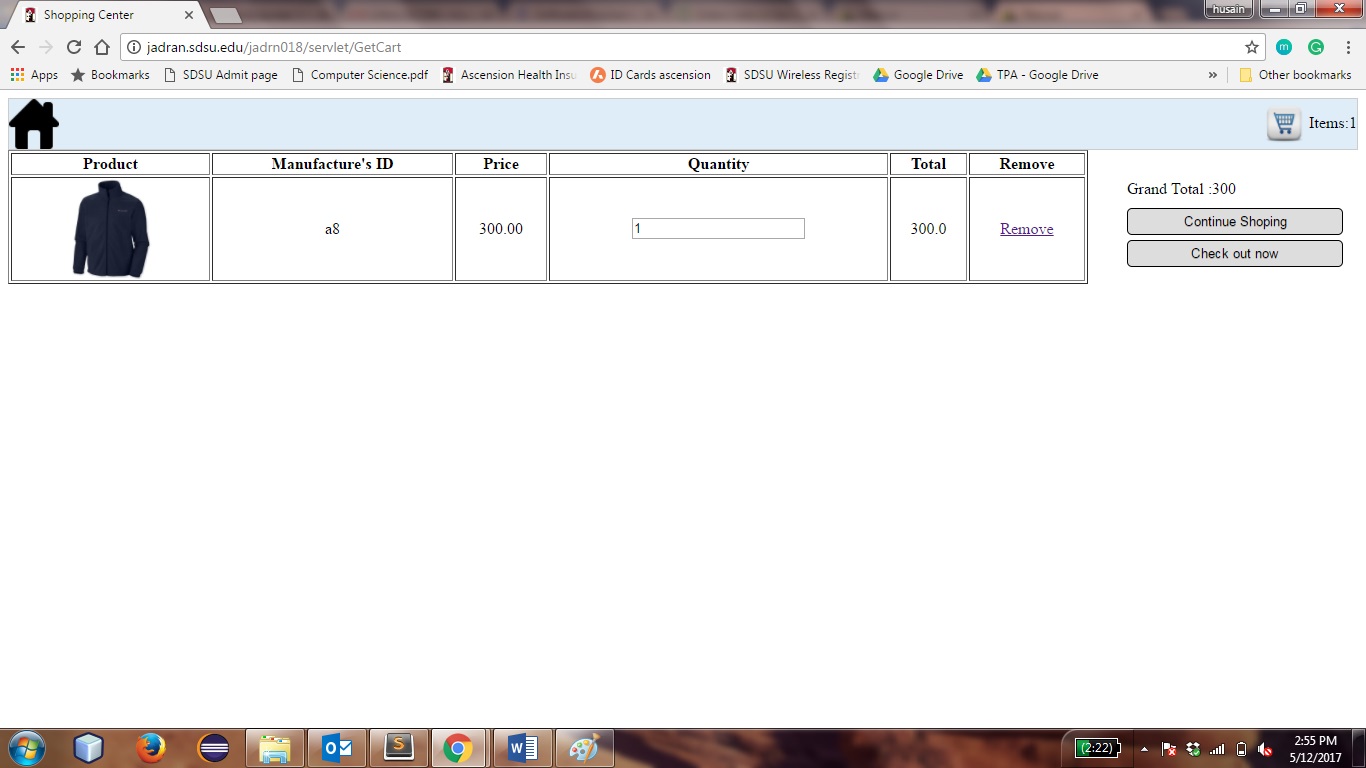 Shopping Center
husain
jadran.sdsu.edu/jadrn018/servlet/GetCart
m
G
Apps Bookmarks SDSU Admit page Computer Science.pdf Ascension Health Insu ID Cards ascension SDSU Wireless Registr Google Drive TPA - Google Drive » Other bookmarks
Items:1
Product Manufacture's ID Price Quantity Total Remove
a8 300.00 1 300.0 Remove
Grand Total :300
Continue Shoping
Check out now
(2:22)
2:55 PM
5/12/2017